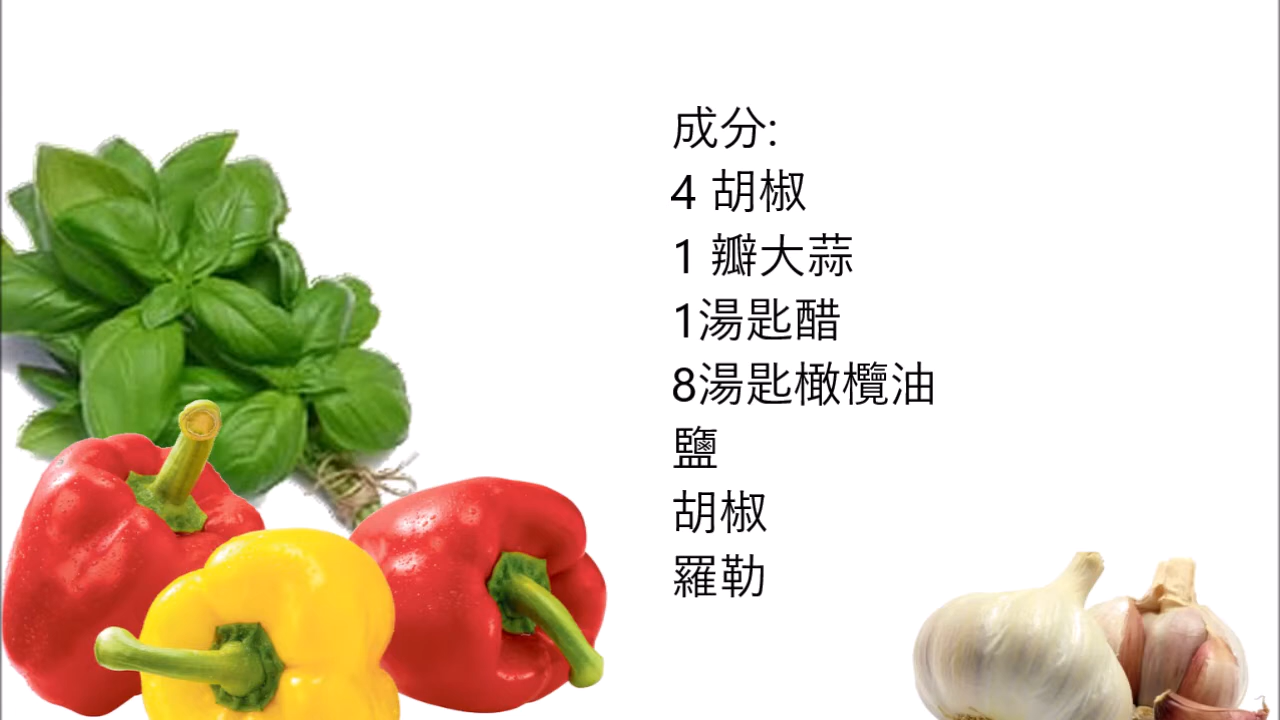 成分:
4 胡椒
1 瓣大蒜
1湯匙醋
8湯匙橄欖油
鹽
胡椒
羅勒